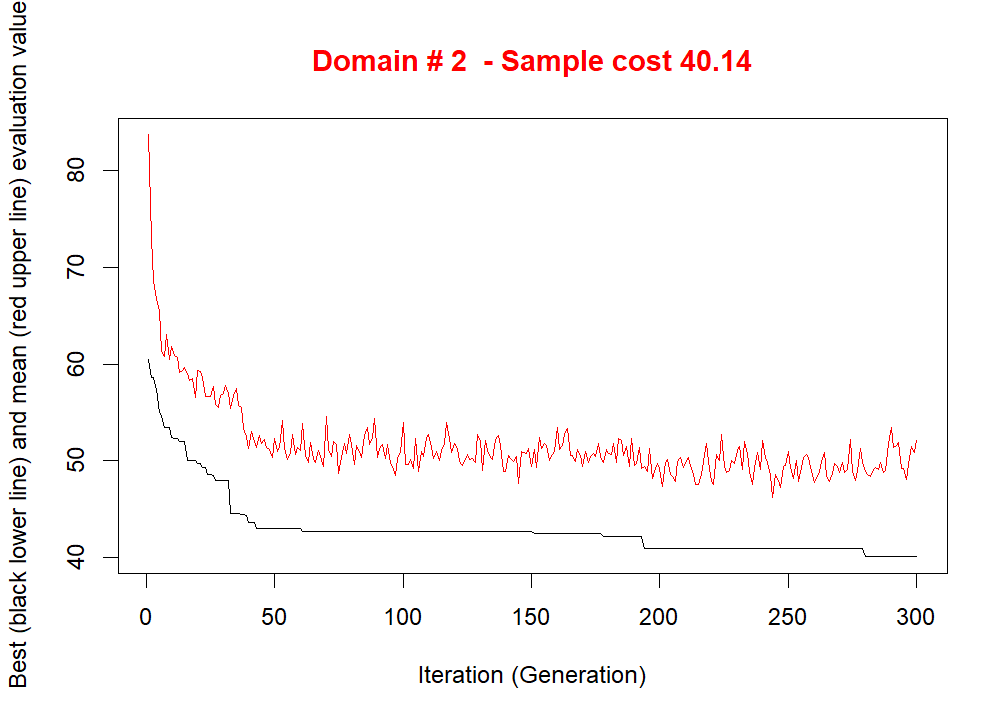 Domain # 2  - Sample cost 40.14
Best (black lower line) and mean (red upper line) evaluation value
80
70
60
50
40
0 50 100 150 200 250 300
Iteration (Generation)